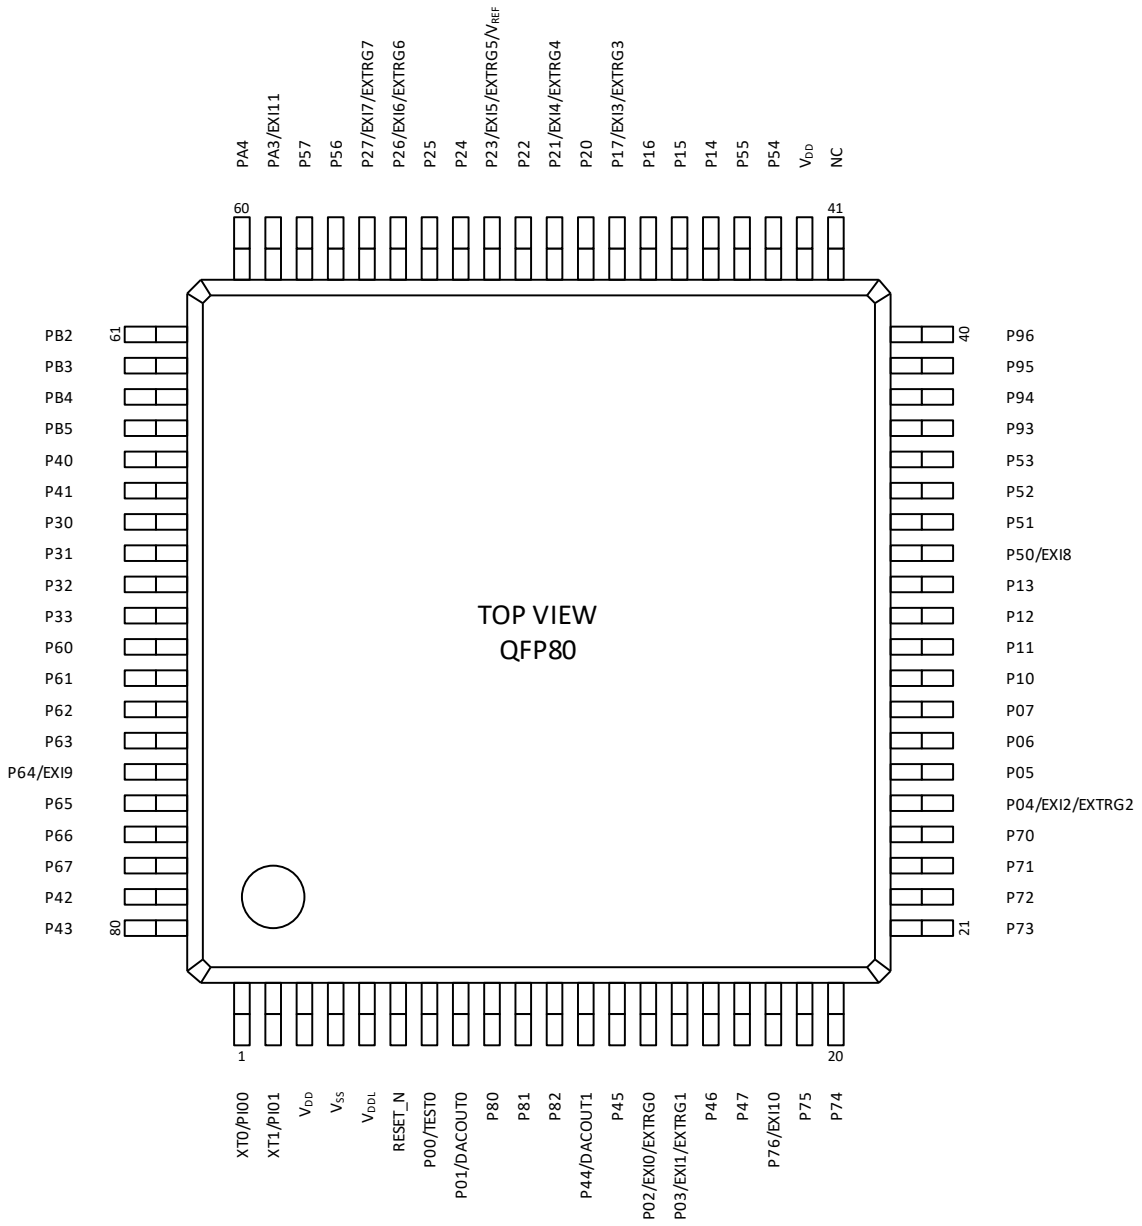 PA4
PA3/EXI11
P57
P56
P27/EXI7/EXTRG7
P26/EXI6/EXTRG6
P25
P24
P23/EXI5/EXTRG5/VREF
P22
P21/EXI4/EXTRG4
P20
P17/EXI3/EXTRG3
P16
P15
P14
P55
P54
VDD
NC
60
41
61
PB2
PB3
PB4
PB5
P40
P41
P30
P31
P32
P33
P60
P61
P62
P63
P64/EXI9
P65
P66
P67
P42
P43
80
TOP VIEW
QFP80
40
P96
P95
P94
P93
P53
P52
P51
P50/EXI8
P13
P12
P11
P10
P07
P06
P05
P04/EXI2/EXTRG2
P70
P71
P72
P73
21
1
20
XT0/PI00
XT1/PI01
VDD
VSS
VDDL
RESET_N
P00/TEST0
P01/DACOUT0
P80
P81
P82
P44/DACOUT1
P45
P02/EXI0/EXTRG0
P03/EXI1/EXTRG1
P46
P47
P76/EXI10
P75
P74